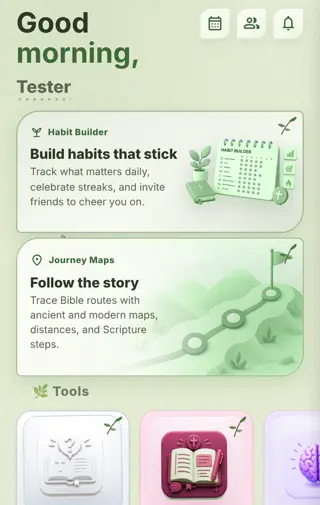 Good
morning,
Tester
Habit Builder
Build habits that stick
Track what matters daily,
celebrate streaks, and invite
friends to cheer you on.
HABIT BUILDER
Journey Maps
Follow the story
Trace Bible routes with
ancient and modern maps,
distances, and Scripture
steps.
Tools
?